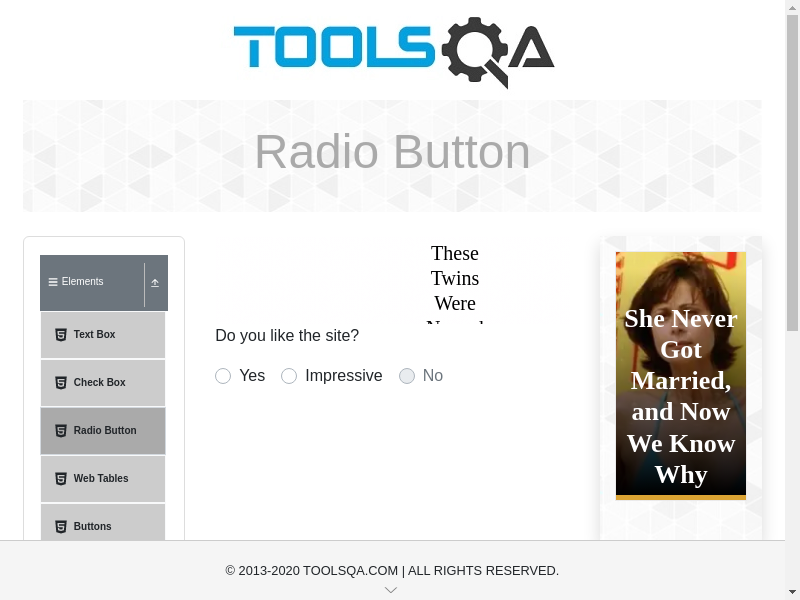 TOOLSQA
Radio Button
Elements
Text Box
Check Box
Radio Button
Web Tables
Buttons
These
Twins
Were
Do you like the site?
Yes
Impressive
No
She Never
Got
Married,
and Now
We Know
Why
© 2013-2020 TOOLSQA.COM | ALL RIGHTS RESERVED.